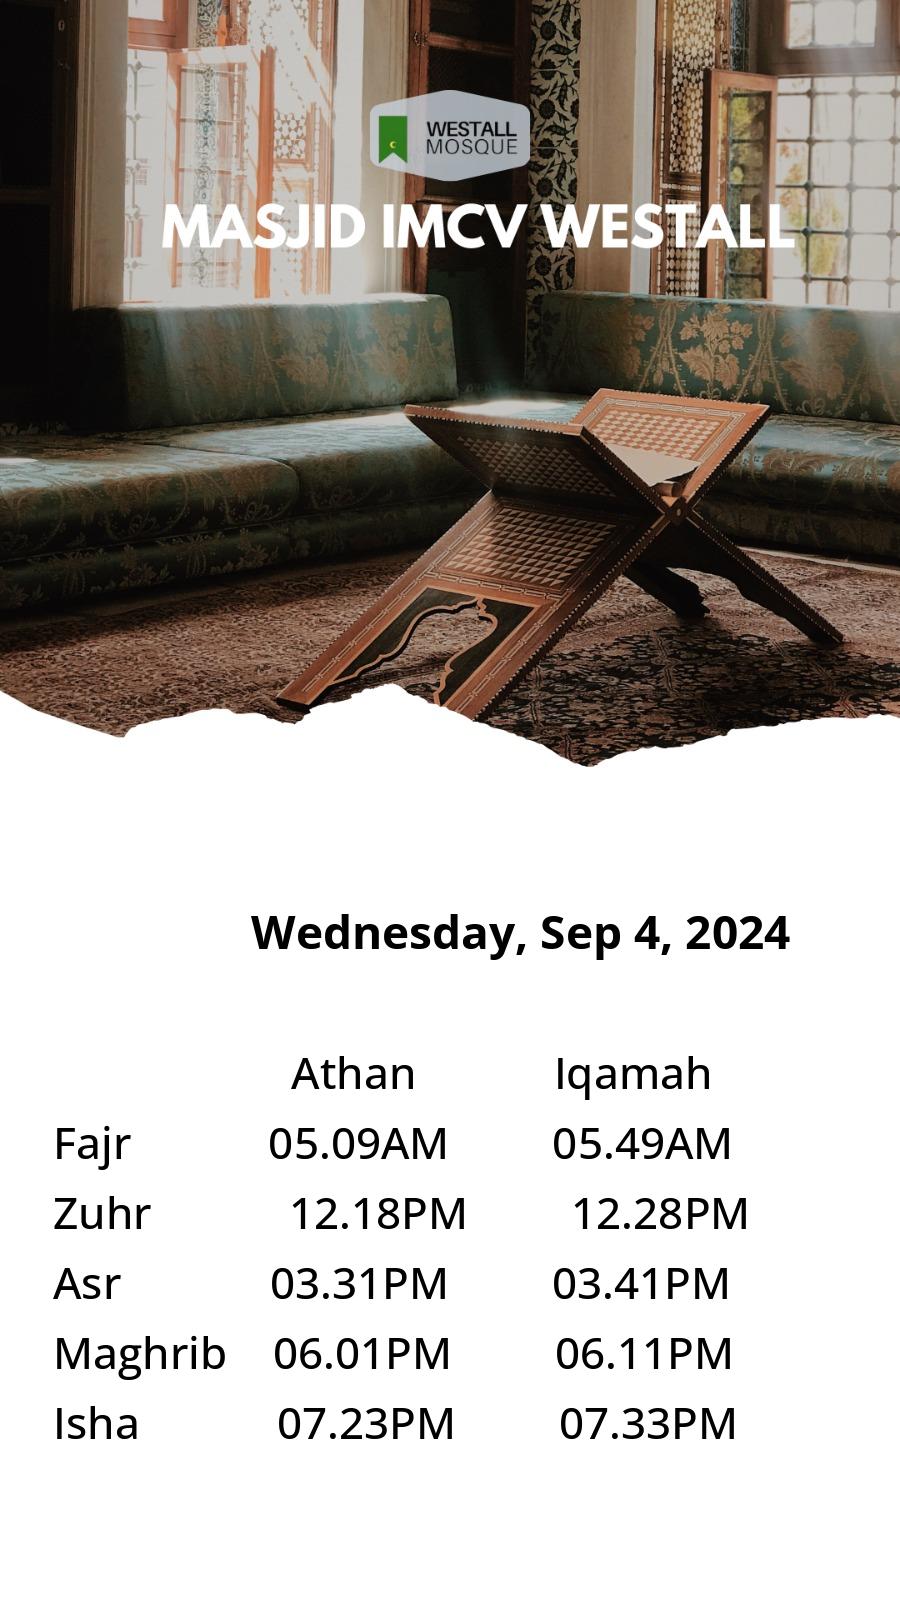 WESTALL
MOSQUE
MASJID IMCV WESTALL
Wednesday, Sep 4, 2024
Athan Iqamah
Fajr 05.09AM 05.49AM
Zuhr 12.18PM 12.28PM
Asr 03.31PM 03.41PM
Maghrib 06.01PM 06.11PM
Isha 07.23PM 07.33PM